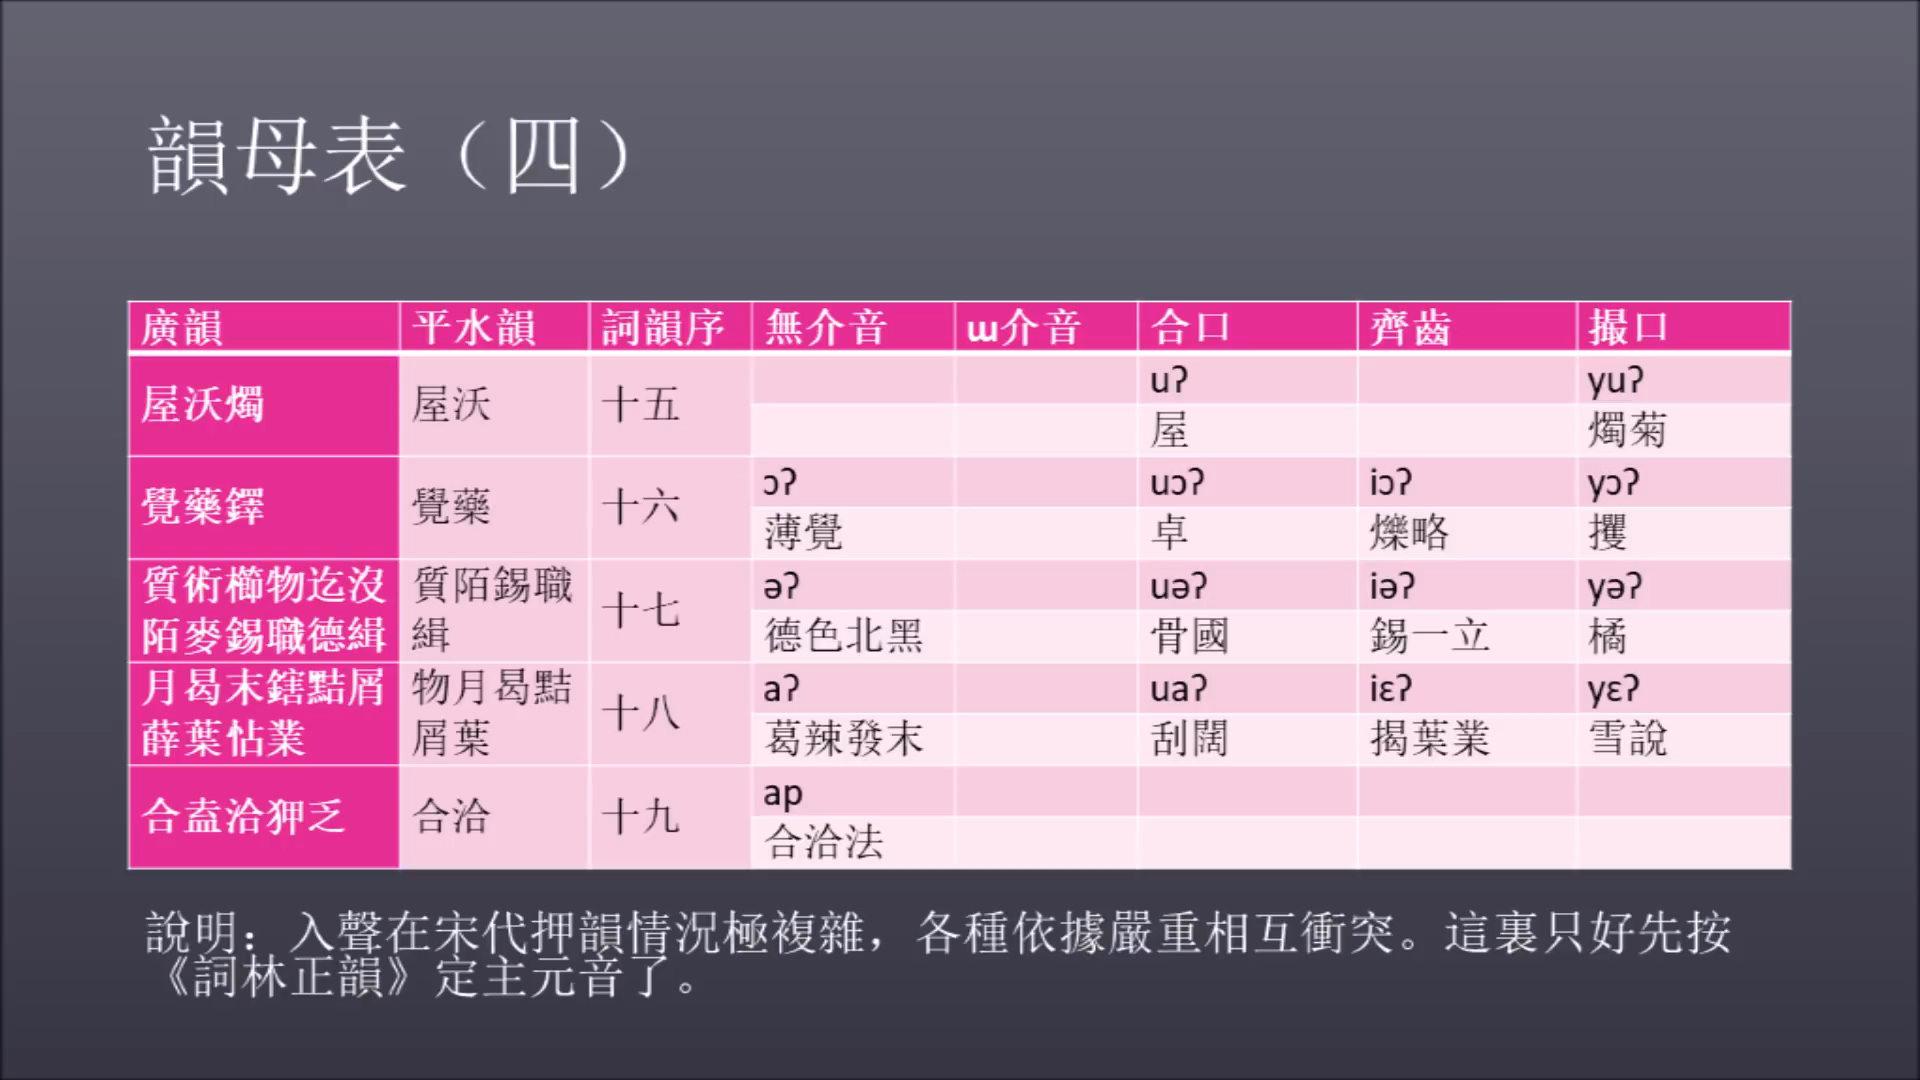 韻母表（四）
廣韻 平水韻 詞韻序 無介音 ɯ介音 合口 齊齒 撮口
屋沃燭 屋沃 十五 uʔ yuʔ
屋 燭菊
覺藥鐸 覺藥 十六 ɔʔ uɔʔ iɔʔ yɔʔ
薄覺 卓 爍略 攫
質術櫛物迄沒 質陌錫職 十七 əʔ uəʔ iəʔ yəʔ
陌麥錫職德緝 緝 德色北黑 骨國 錫一立 橘
月曷末鎋黠屑 物月曷黠 十八 aʔ uaʔ iɛʔ yɛʔ
薛葉怗業 屑葉 葛辣發末 刮闊 揭葉業 雪說
合盍洽狎乏 合洽 十九 ap
合洽法
說明：入聲在宋代押韻情況極複雜，各種依據嚴重相互衝突。這裏只好先按
《詞林正韻》定主元音了。